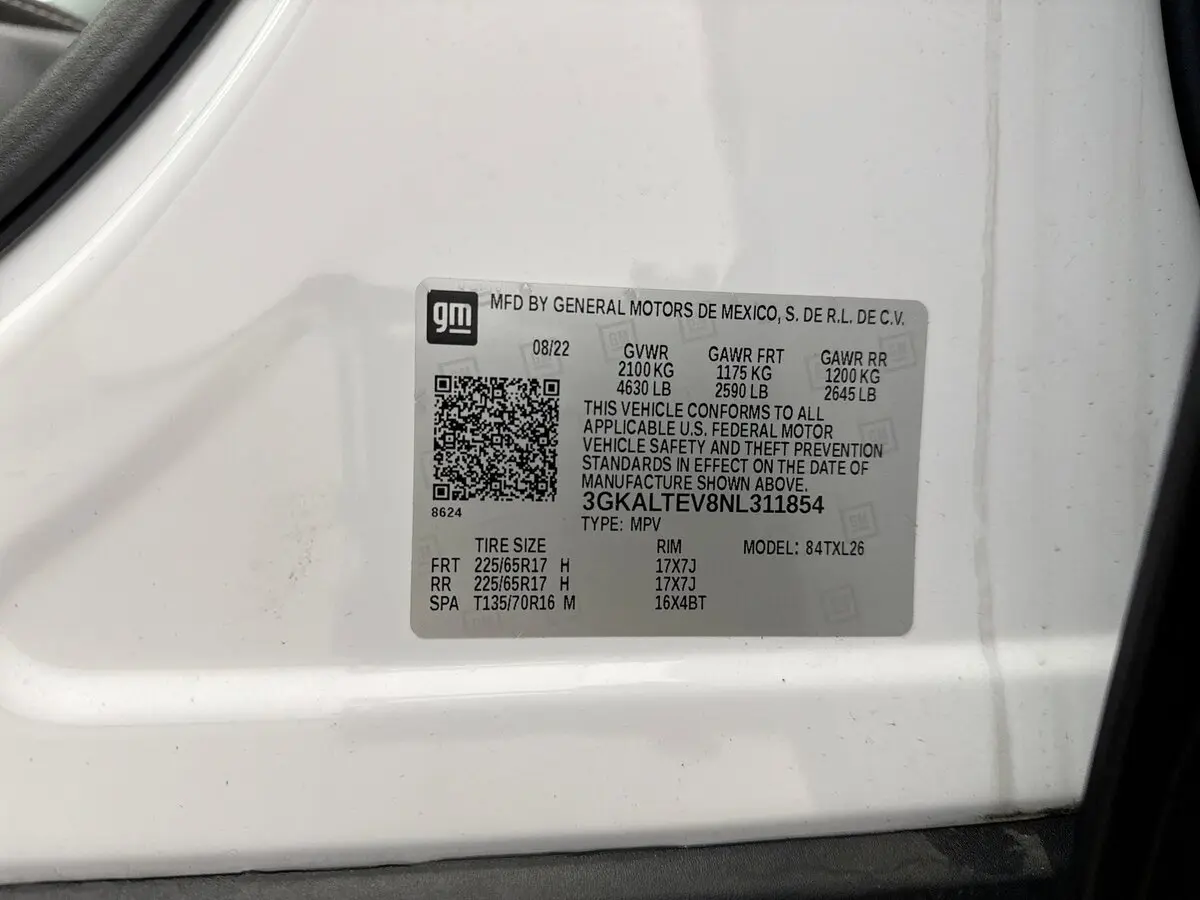 gm MFD BY GENERAL MOTORS DE MEXICO, S. DE R.L. DE C.V.
08/22 GVWR GAWR FRT GAWR RR
2100 KG 1175 KG 1200 KG
4630 LB 2590 LB 2645 LB
THIS VEHICLE CONFORMS TO ALL
APPLICABLE U.S. FEDERAL MOTOR
VEHICLE SAFETY AND THEFT PREVENTION
STANDARDS IN EFFECT ON THE DATE OF
MANUFACTURE SHOWN ABOVE.
3GKALTEV8NL311854
8624
TYPE: MPV
TIRE SIZE RIM MODEL: 84TXL26
FRT 225/65R17 H 17X7J
RR 225/65R17 H 17X7J
SPA T135/70R16 M 16X4BT